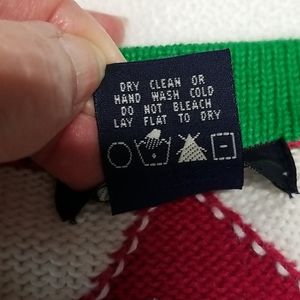 DRY CLEAN OR
HAND WASH COLD
DO NOT BLEACH
LAY FLAT TO DRY